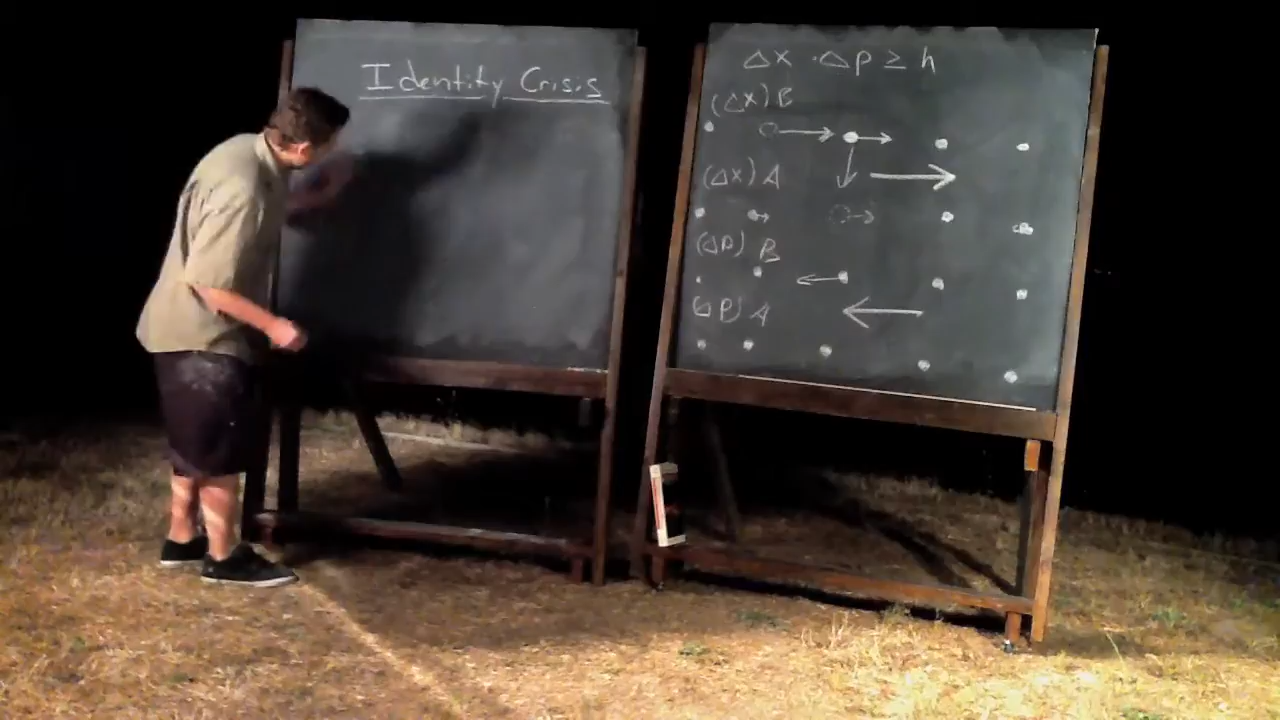 Identity Crisis
Δx · Δp ≥ h
(Δx) B
(Δx) A
(Δp) B
(Δp) A